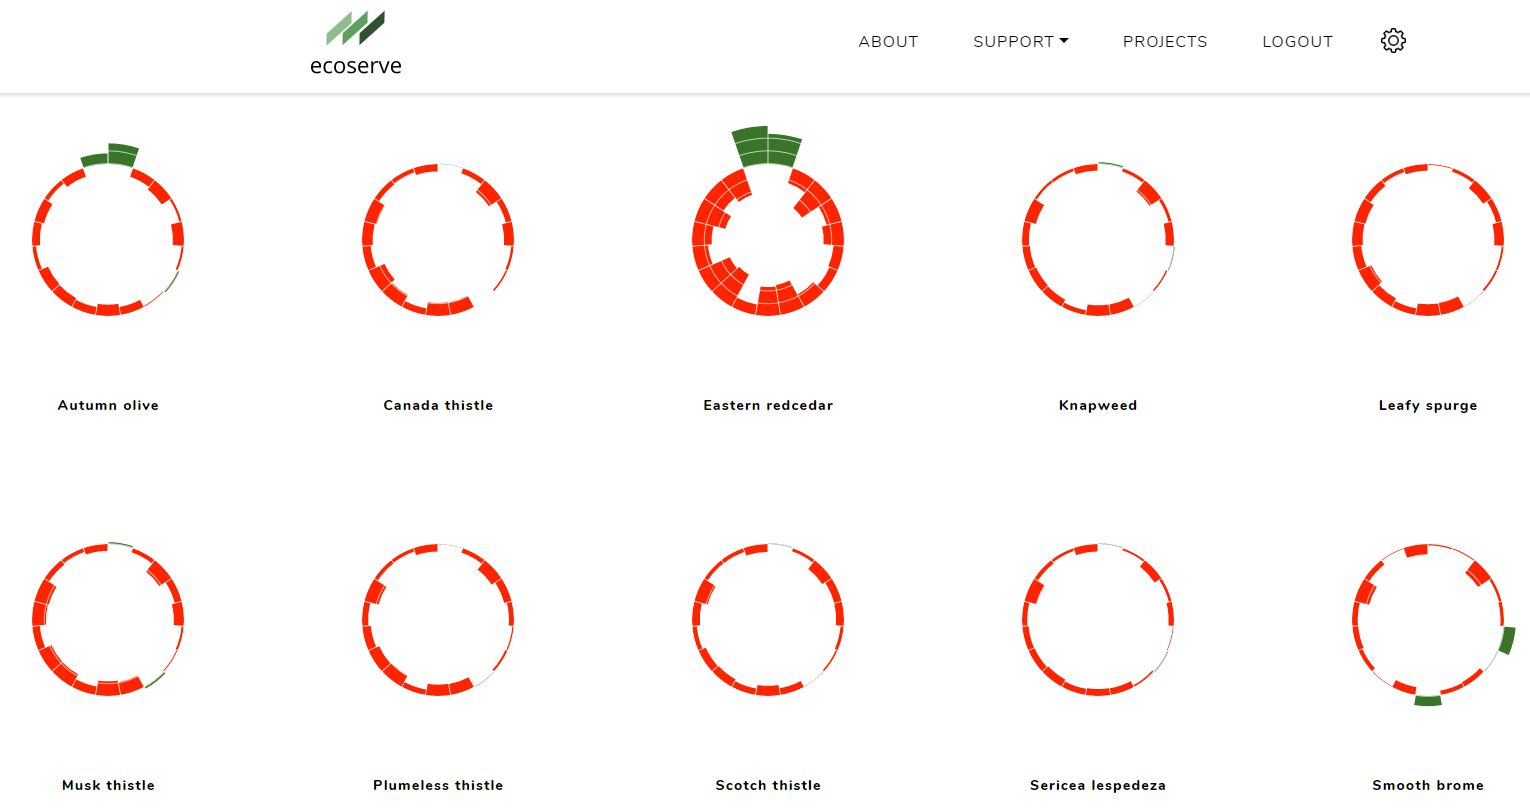 ecoserve
ABOUT SUPPORT PROJECTS LOGOUT
Autumn olive Canada thistle Eastern redcedar Knapweed Leafy spurge
Musk thistle Plumeless thistle Scotch thistle Sericea lespedeza Smooth brome